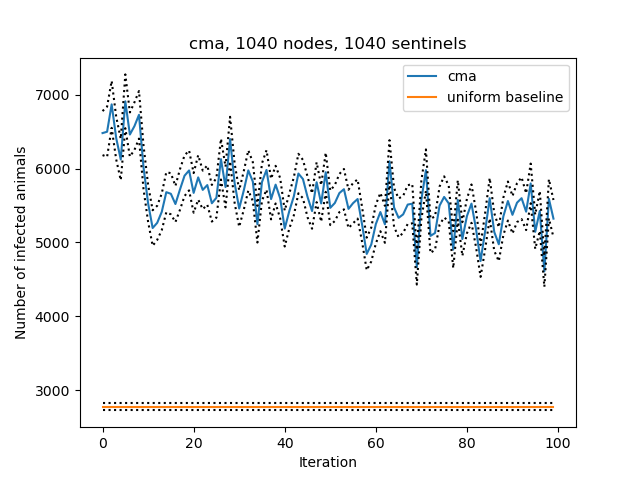 cma, 1040 nodes, 1040 sentinels
cma
uniform baseline
Number of infected animals
7000
6000
5000
4000
3000
0 20 40 60 80 100
Iteration